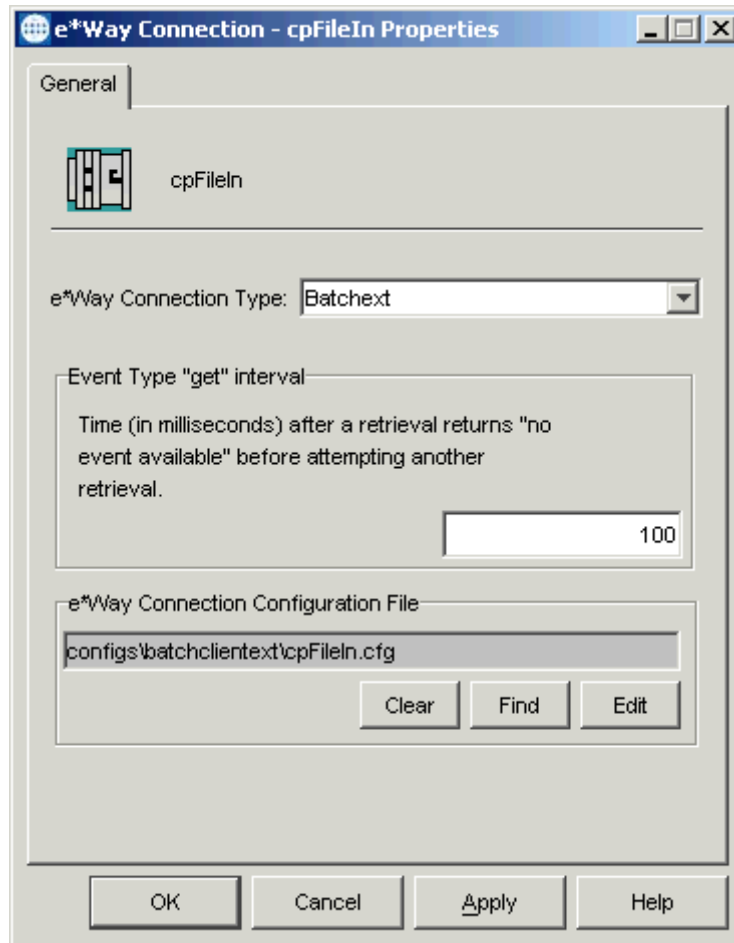 e*Way Connection - cpFileIn Properties
General
cpFileIn
e*Way Connection Type: Batchext
Event Type "get" interval
Time (in milliseconds) after a retrieval returns "no
event available" before attempting another
retrieval.
100
e*Way Connection Configuration File
configs\batchclientext\cpFileIn.cfg
Clear Find Edit
OK Cancel Apply Help